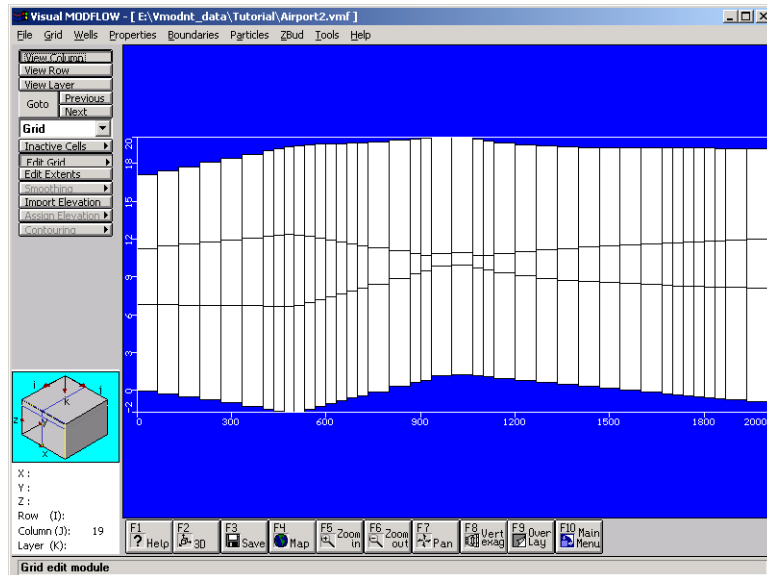 Visual MODFLOW - [ E:\Vmodnt_data\Tutorial\Airport2.vmf ]
File Grid Wells Properties Boundaries Particles ZBud Tools Help
View Column
View Row
View Layer
Goto Previous
Next
Grid
Inactive Cells
Edit Grid
Edit Extents
Smoothing
Import Elevation
Assign Elevation
Contouring
20
18
15
12
9
6
3
0
-2
0 300 600 900 1200 1500 1800 2000
i j
k
z y
x
X :
Y :
Z :
Row (I):
Column (J): 19
Layer (K):
F1 ? Help
F2 3D
F3 Save
F4 Map
F5 Zoom in
F6 Zoom out
F7 Pan
F8 Vert exag
F9 Over Lay
F10 Main Menu
Grid edit module